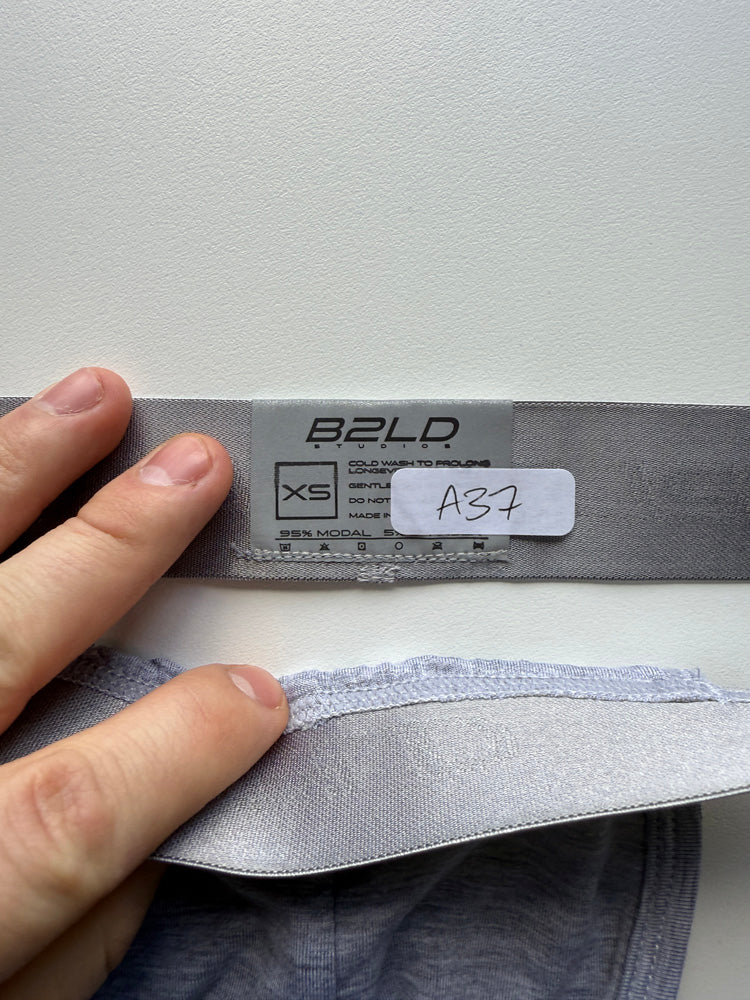 B2LD
STUDIOS
XS
COLD WASH TO PROLONG
GENTLE
DO NOT
MADE IN
A37
95% MODAL